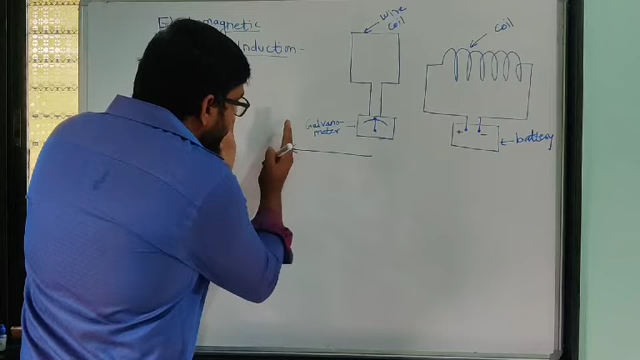 Induction-
wire
coil
Galvano-
meter
coil
+ -
battery